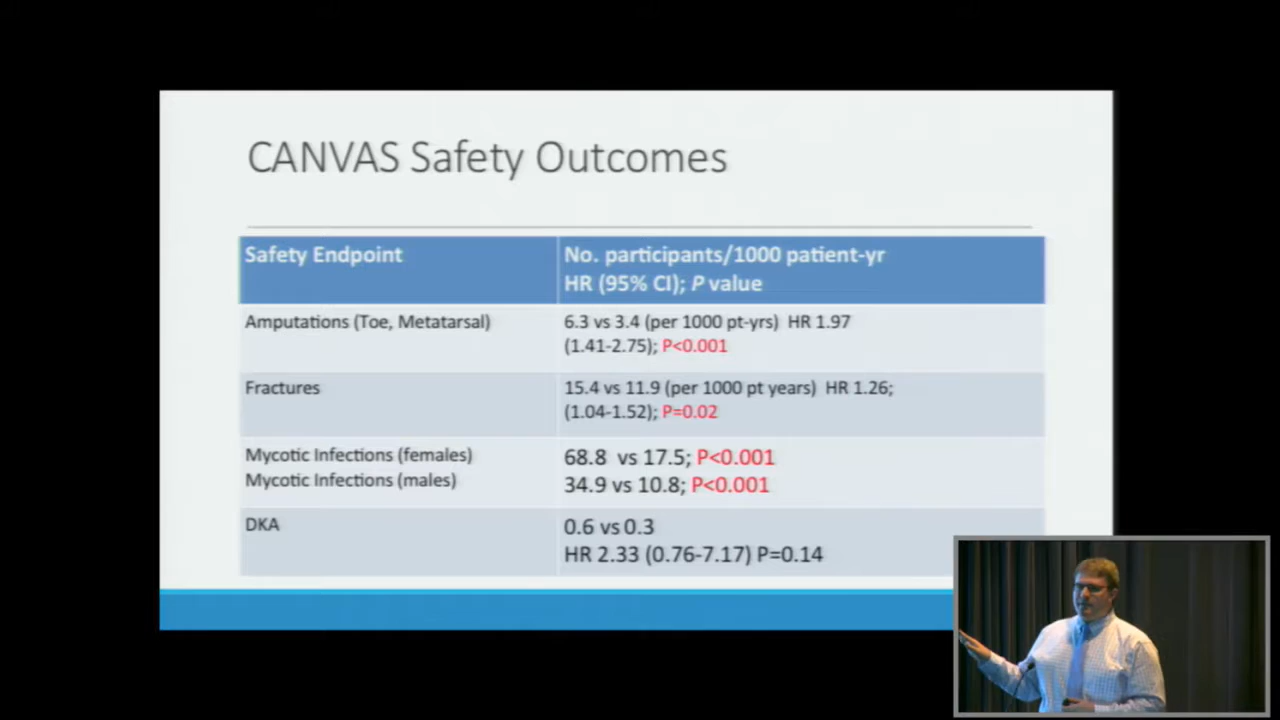 CANVAS Safety Outcomes
Safety Endpoint
No. participants/1000 patient-yr
HR (95% CI); P value
Amputations (Toe, Metatarsal)
6.3 vs 3.4 (per 1000 pt-yrs) HR 1.97
(1.41-2.75); P<0.001
Fractures
15.4 vs 11.9 (per 1000 pt years) HR 1.26;
(1.04-1.52); P=0.02
Mycotic Infections (females)
Mycotic Infections (males)
68.8 vs 17.5; P<0.001
34.9 vs 10.8; P<0.001
DKA
0.6 vs 0.3
HR 2.33 (0.76-7.17) P=0.14